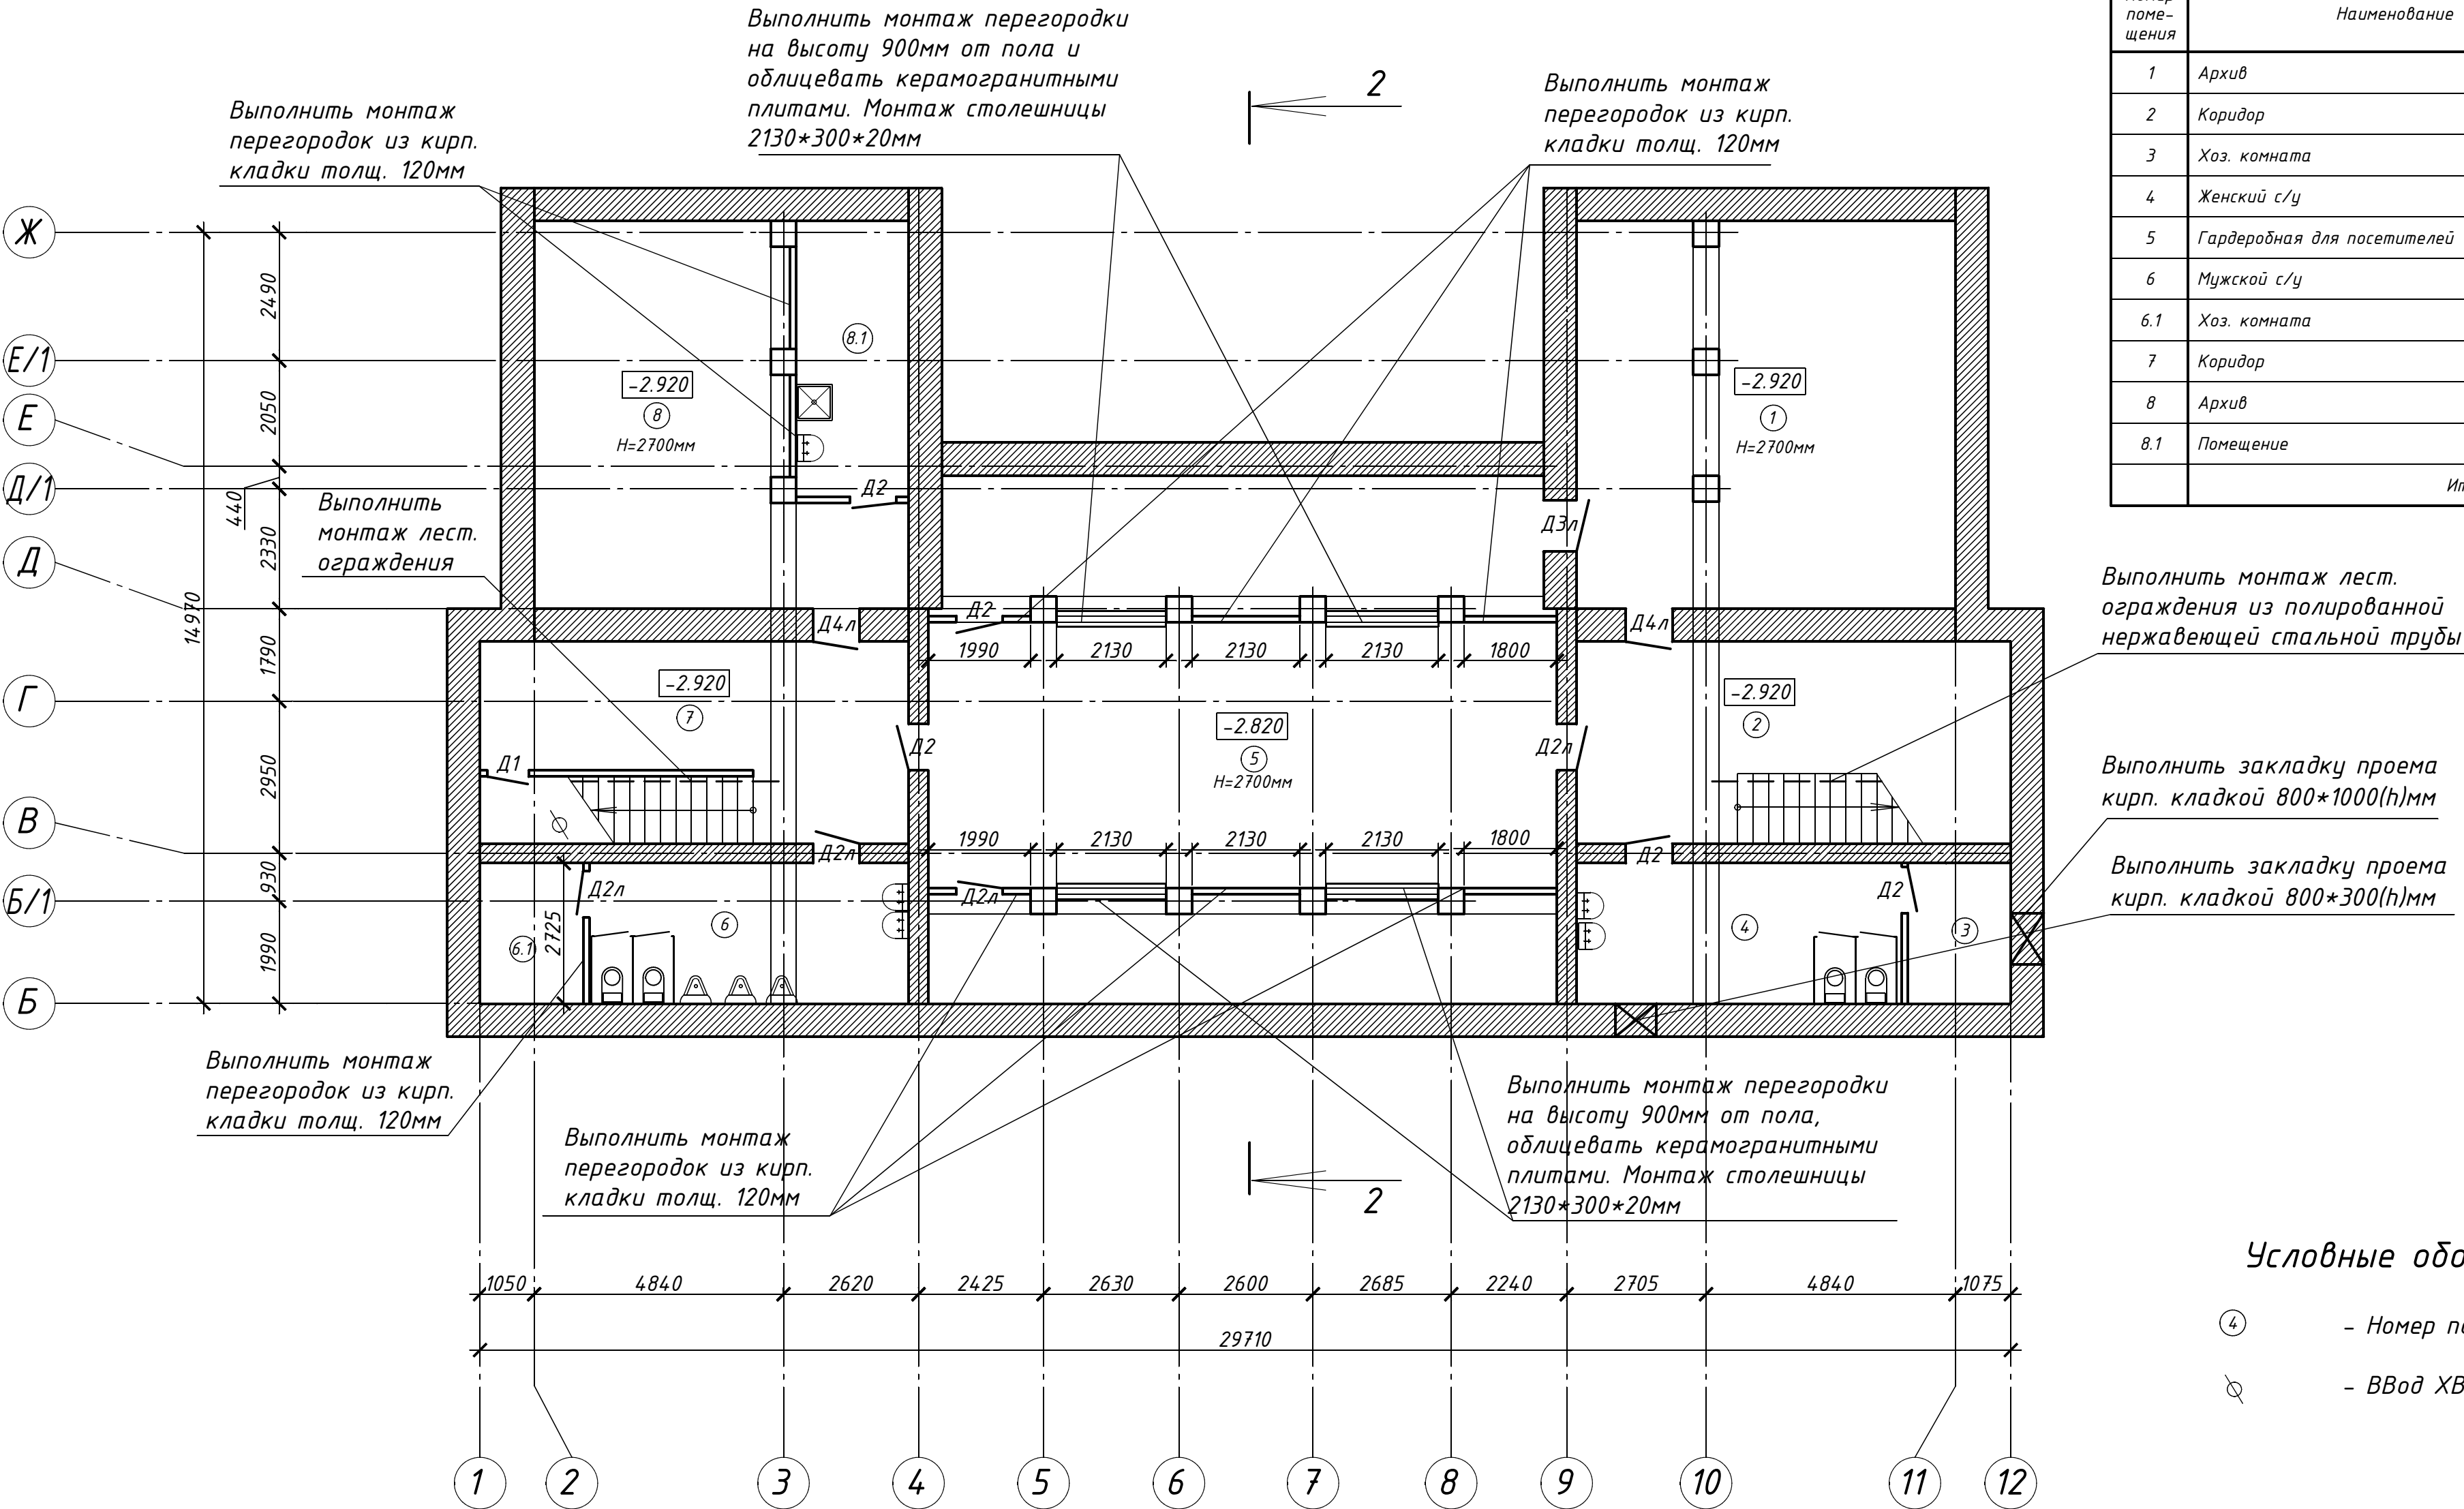 Выполнить монтаж перегородки
на высоту 900мм от пола и
облицевать керамогранитными
плитами. Монтаж столешницы
2130*300*20мм
Выполнить монтаж
перегородок из кирп.
кладки толщ. 120мм
2
Выполнить монтаж
перегородок из кирп.
кладки толщ. 120мм
поме-
щения
Наименование
1 Архив
2 Коридор
3 Хоз. комната
4 Женский с/у
5 Гардеробная для посетителей
6 Мужской с/у
6.1 Хоз. комната
7 Коридор
8 Архив
8.1 Помещение
Ж
Е/1
Е
Д/1
Д
Г
В
Б/1
Б
14970
2490
2050
440
2330
1790
2950
930
1990
8.1
-2.920
8
Н=2700мм
Д2
-2.920
1
Н=2700мм
Д3л
Выполнить
монтаж лест.
ограждения
Выполнить монтаж лест.
ограждения из полированной
нержавеющей стальной трубы
Д4л
Д2
Д4л
1990 2130 2130 2130 1800
-2.920
7
-2.820
5
Н=2700мм
-2.920
2
Д1
Д2
Д2л
Выполнить закладку проема
кирп. кладкой 800*1000(h)мм
1990 2130 2130 2130 1800
Д2л
Д2
Выполнить закладку проема
кирп. кладкой 800*300(h)мм
Д2л
Д2л
Д2
2725
6.1
6
4
3
Выполнить монтаж
перегородок из кирп.
кладки толщ. 120мм
Выполнить монтаж
перегородок из кирп.
кладки толщ. 120мм
2
Выполнить монтаж перегородки
на высоту 900мм от пола,
облицевать керамогранитными
плитами. Монтаж столешницы
2130*300*20мм
1050 4840 2620 2425 2630 2600 2685 2240 2705 4840 1075
29710
1 2 3 4 5 6 7 8 9 10 11 12
Условные
4 - Номер
- ВВод